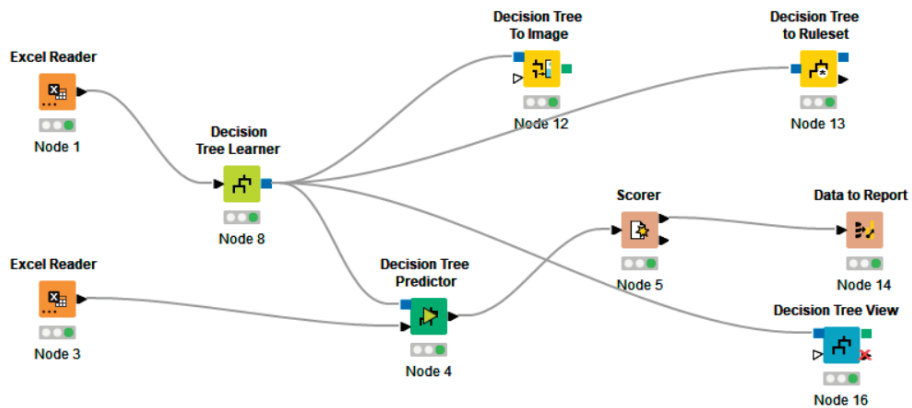 Excel Reader
Node 1
Decision
Tree Learner
Node 8
Decision Tree
To Image
Node 12
Decision Tree
to Ruleset
Node 13
Excel Reader
Node 3
Decision Tree
Predictor
Node 4
Scorer
Node 5
Data to Report
Node 14
Decision Tree View
Node 16